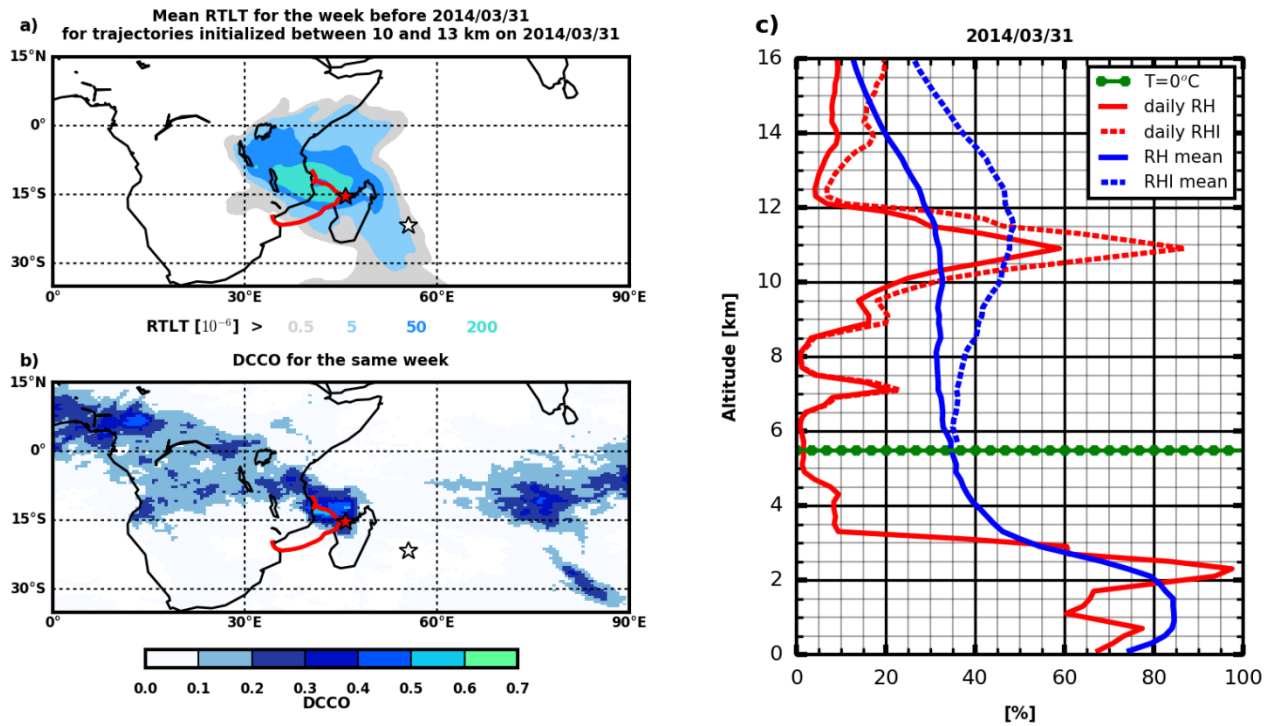 a)
Mean RTLT for the week before 2014/03/31
for trajectories initialized between 10 and 13 km on 2014/03/31
15°N
0°
15°S
30°S
0°
30°E
60°E
90°E
RTLT [10⁻⁶] > 0.5 5 50 200
b)
DCCO for the same week
15°N
0°
15°S
30°S
0°
30°E
60°E
90°E
0.0 0.1 0.2 0.3 0.4 0.5 0.6 0.7
DCCO
c)
2014/03/31
T=0°C
daily RH
daily RHI
RH mean
RHI mean
Altitude [km]
16
14
12
10
8
6
4
2
0
0 20 40 60 80 100
[%]